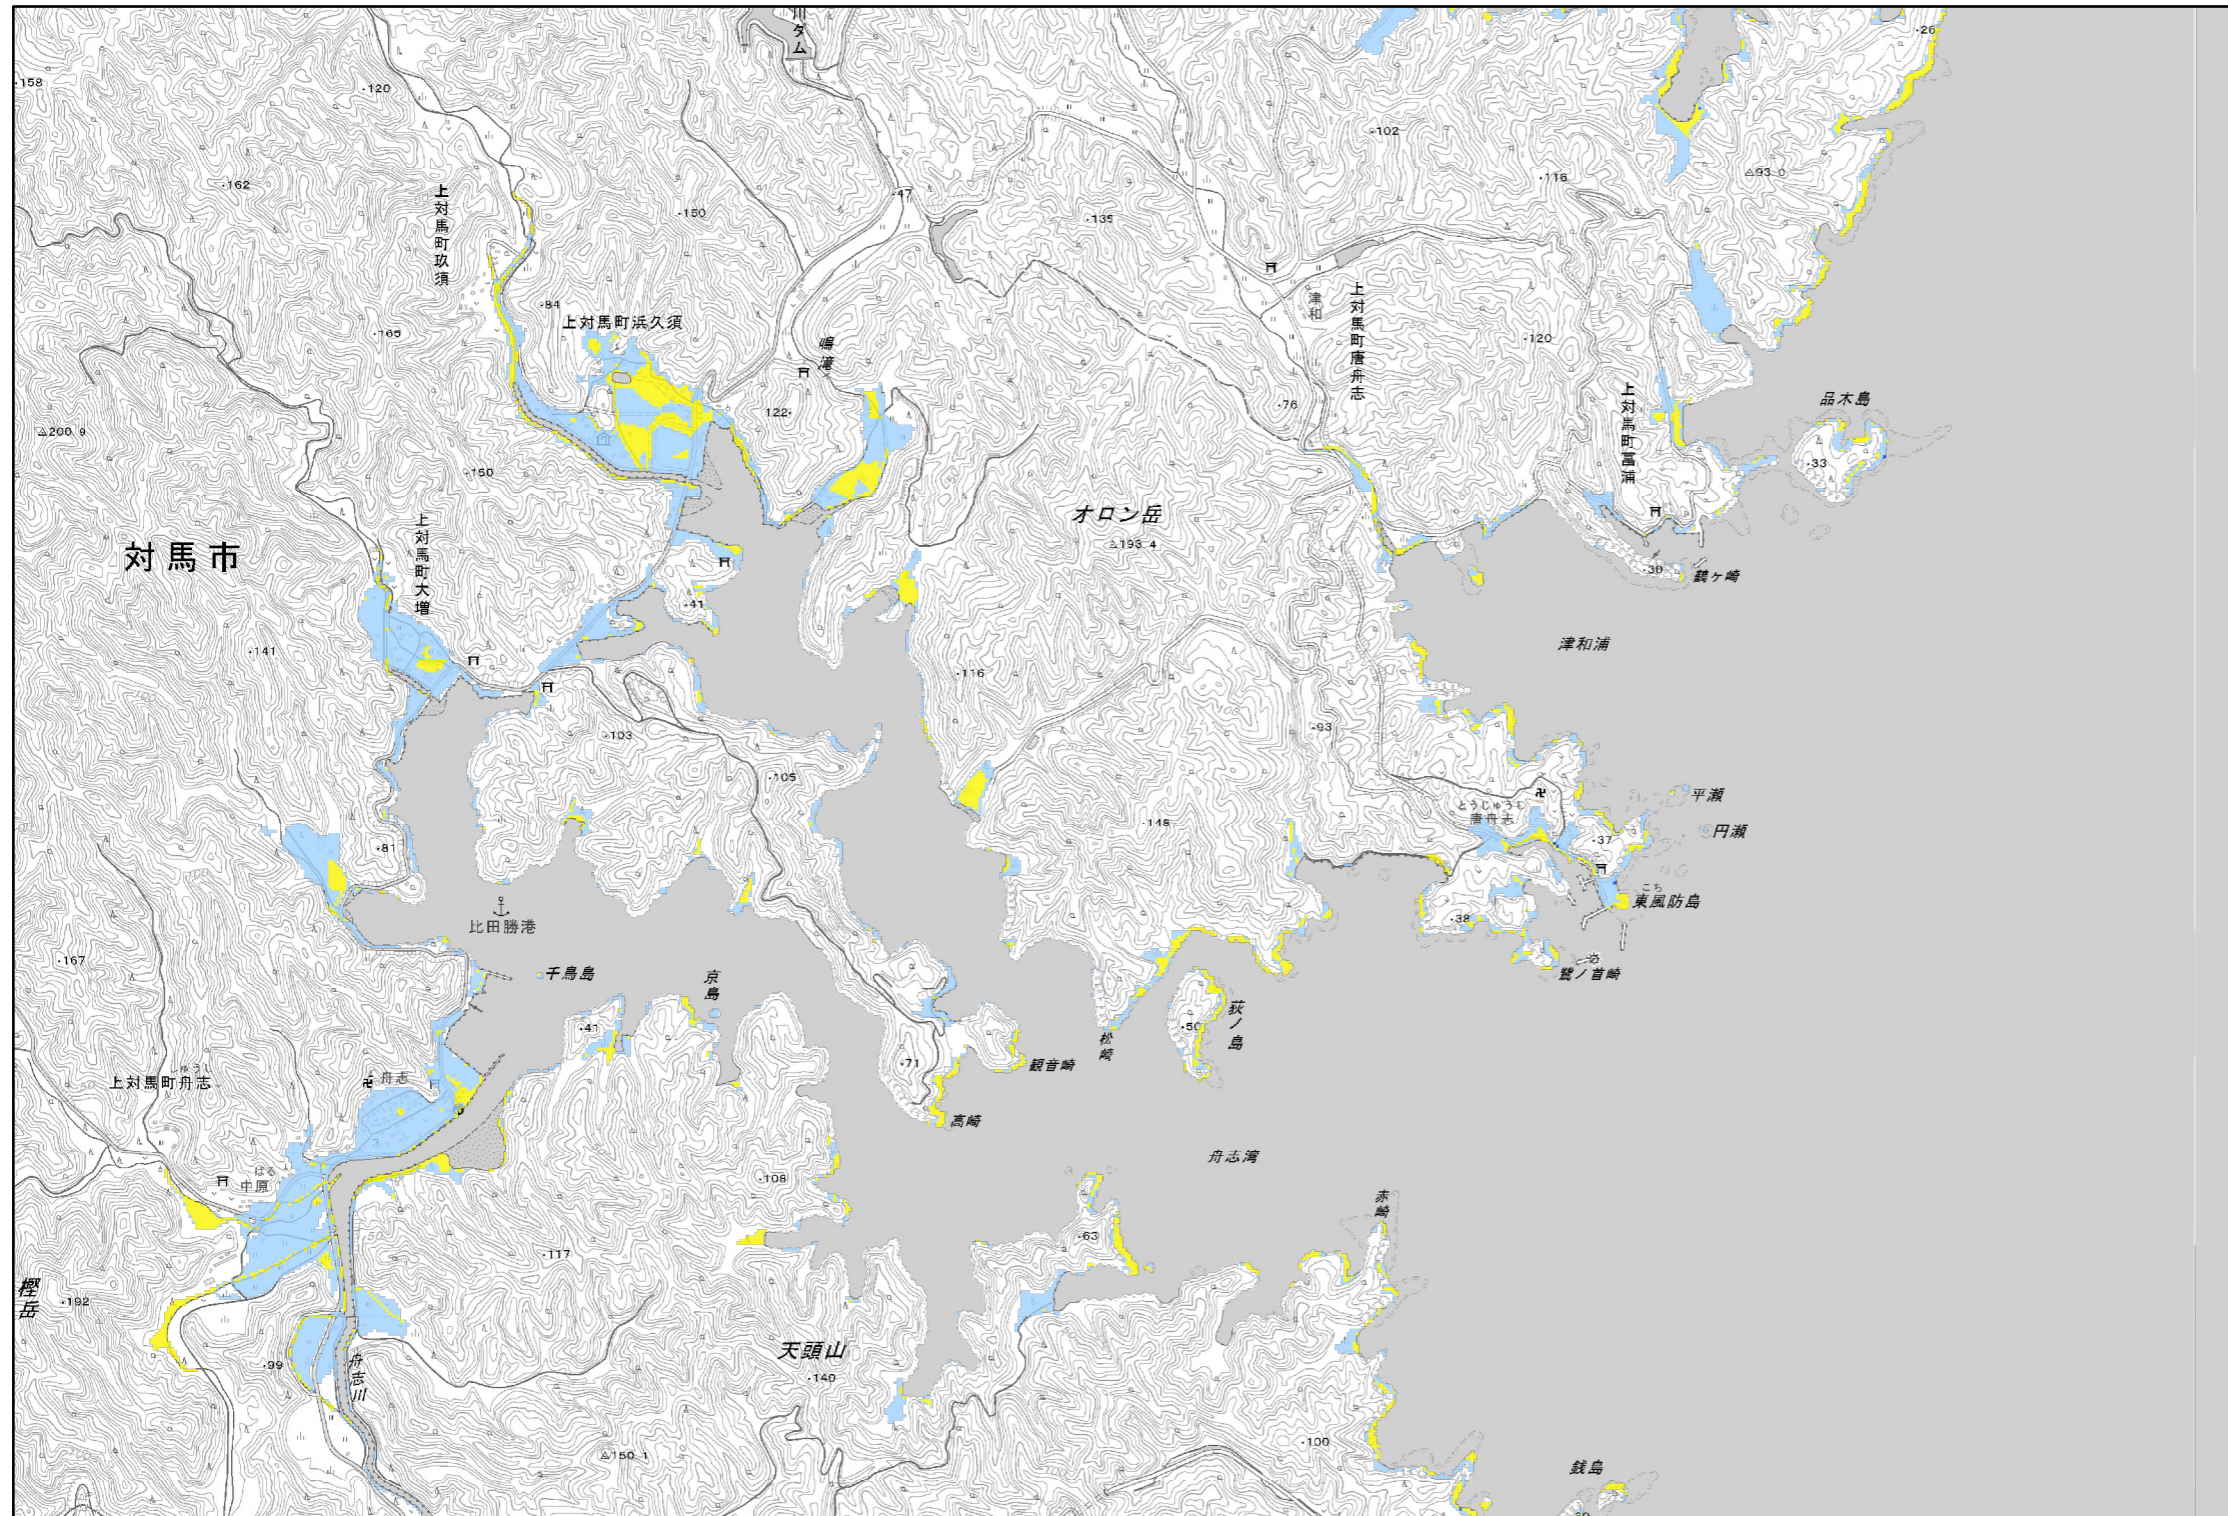 川ダム
・26
・158
・120
・102
・116
△93.0
・162
上対馬町玖須
・150
・47
・135
津和
上対馬町唐舟志
・84
上対馬町浜久須
・165
鳴滝
・120
上対馬町冨浦
品木島
・33
△200.9
122・
・76
・150
オロン岳
△193.4
対馬市
上対馬町大増
・30
鶴ヶ崎
・41
津和浦
・141
・116
・103
・93
・105
平瀬
とうじゅうし
唐舟志
円瀬
・148
・37
・81
こち
東風防島
比田勝港
・38
・167
千鳥島
京島
鷺ノ首崎
荻ノ島
・50
・41
松崎
・71
観音崎
しゅうし
上対馬町舟志
舟志
高崎
3
舟志湾
はる
中原
・108
赤崎
・63
・117
樫岳
・192
天頭山
・140
・99
舟志川
・100
△150.1
銭島